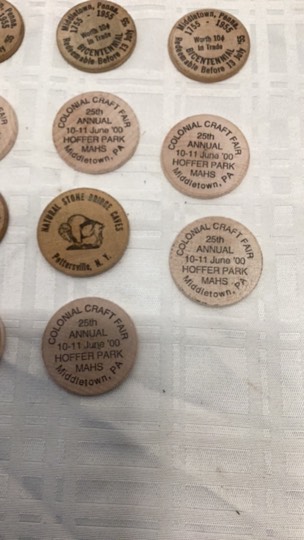 Middletown, Penna.
1755 - 1955
Worth 10¢
in Trade
BICENTENNIAL
Redeemable Before 13 July 55
Middletown, Penna.
1755 - 1955
Worth 10¢
in Trade
BICENTENNIAL
Redeemable Before 13 July 55
COLONIAL CRAFT FAIR
25th
ANNUAL
10-11 June '00
HOFFER PARK
MAHS
Middletown, PA
COLONIAL CRAFT FAIR
25th
ANNUAL
10-11 June '00
HOFFER PARK
MAHS
Middletown, PA
NATURAL STONE BRIDGE CAVES
Pottersville, N. Y.
COLONIAL CRAFT FAIR
25th
ANNUAL
10-11 June '00
HOFFER PARK
MAHS
Middletown, PA
COLONIAL CRAFT FAIR
25th
ANNUAL
10-11 June '00
HOFFER PARK
MAHS
Middletown, PA